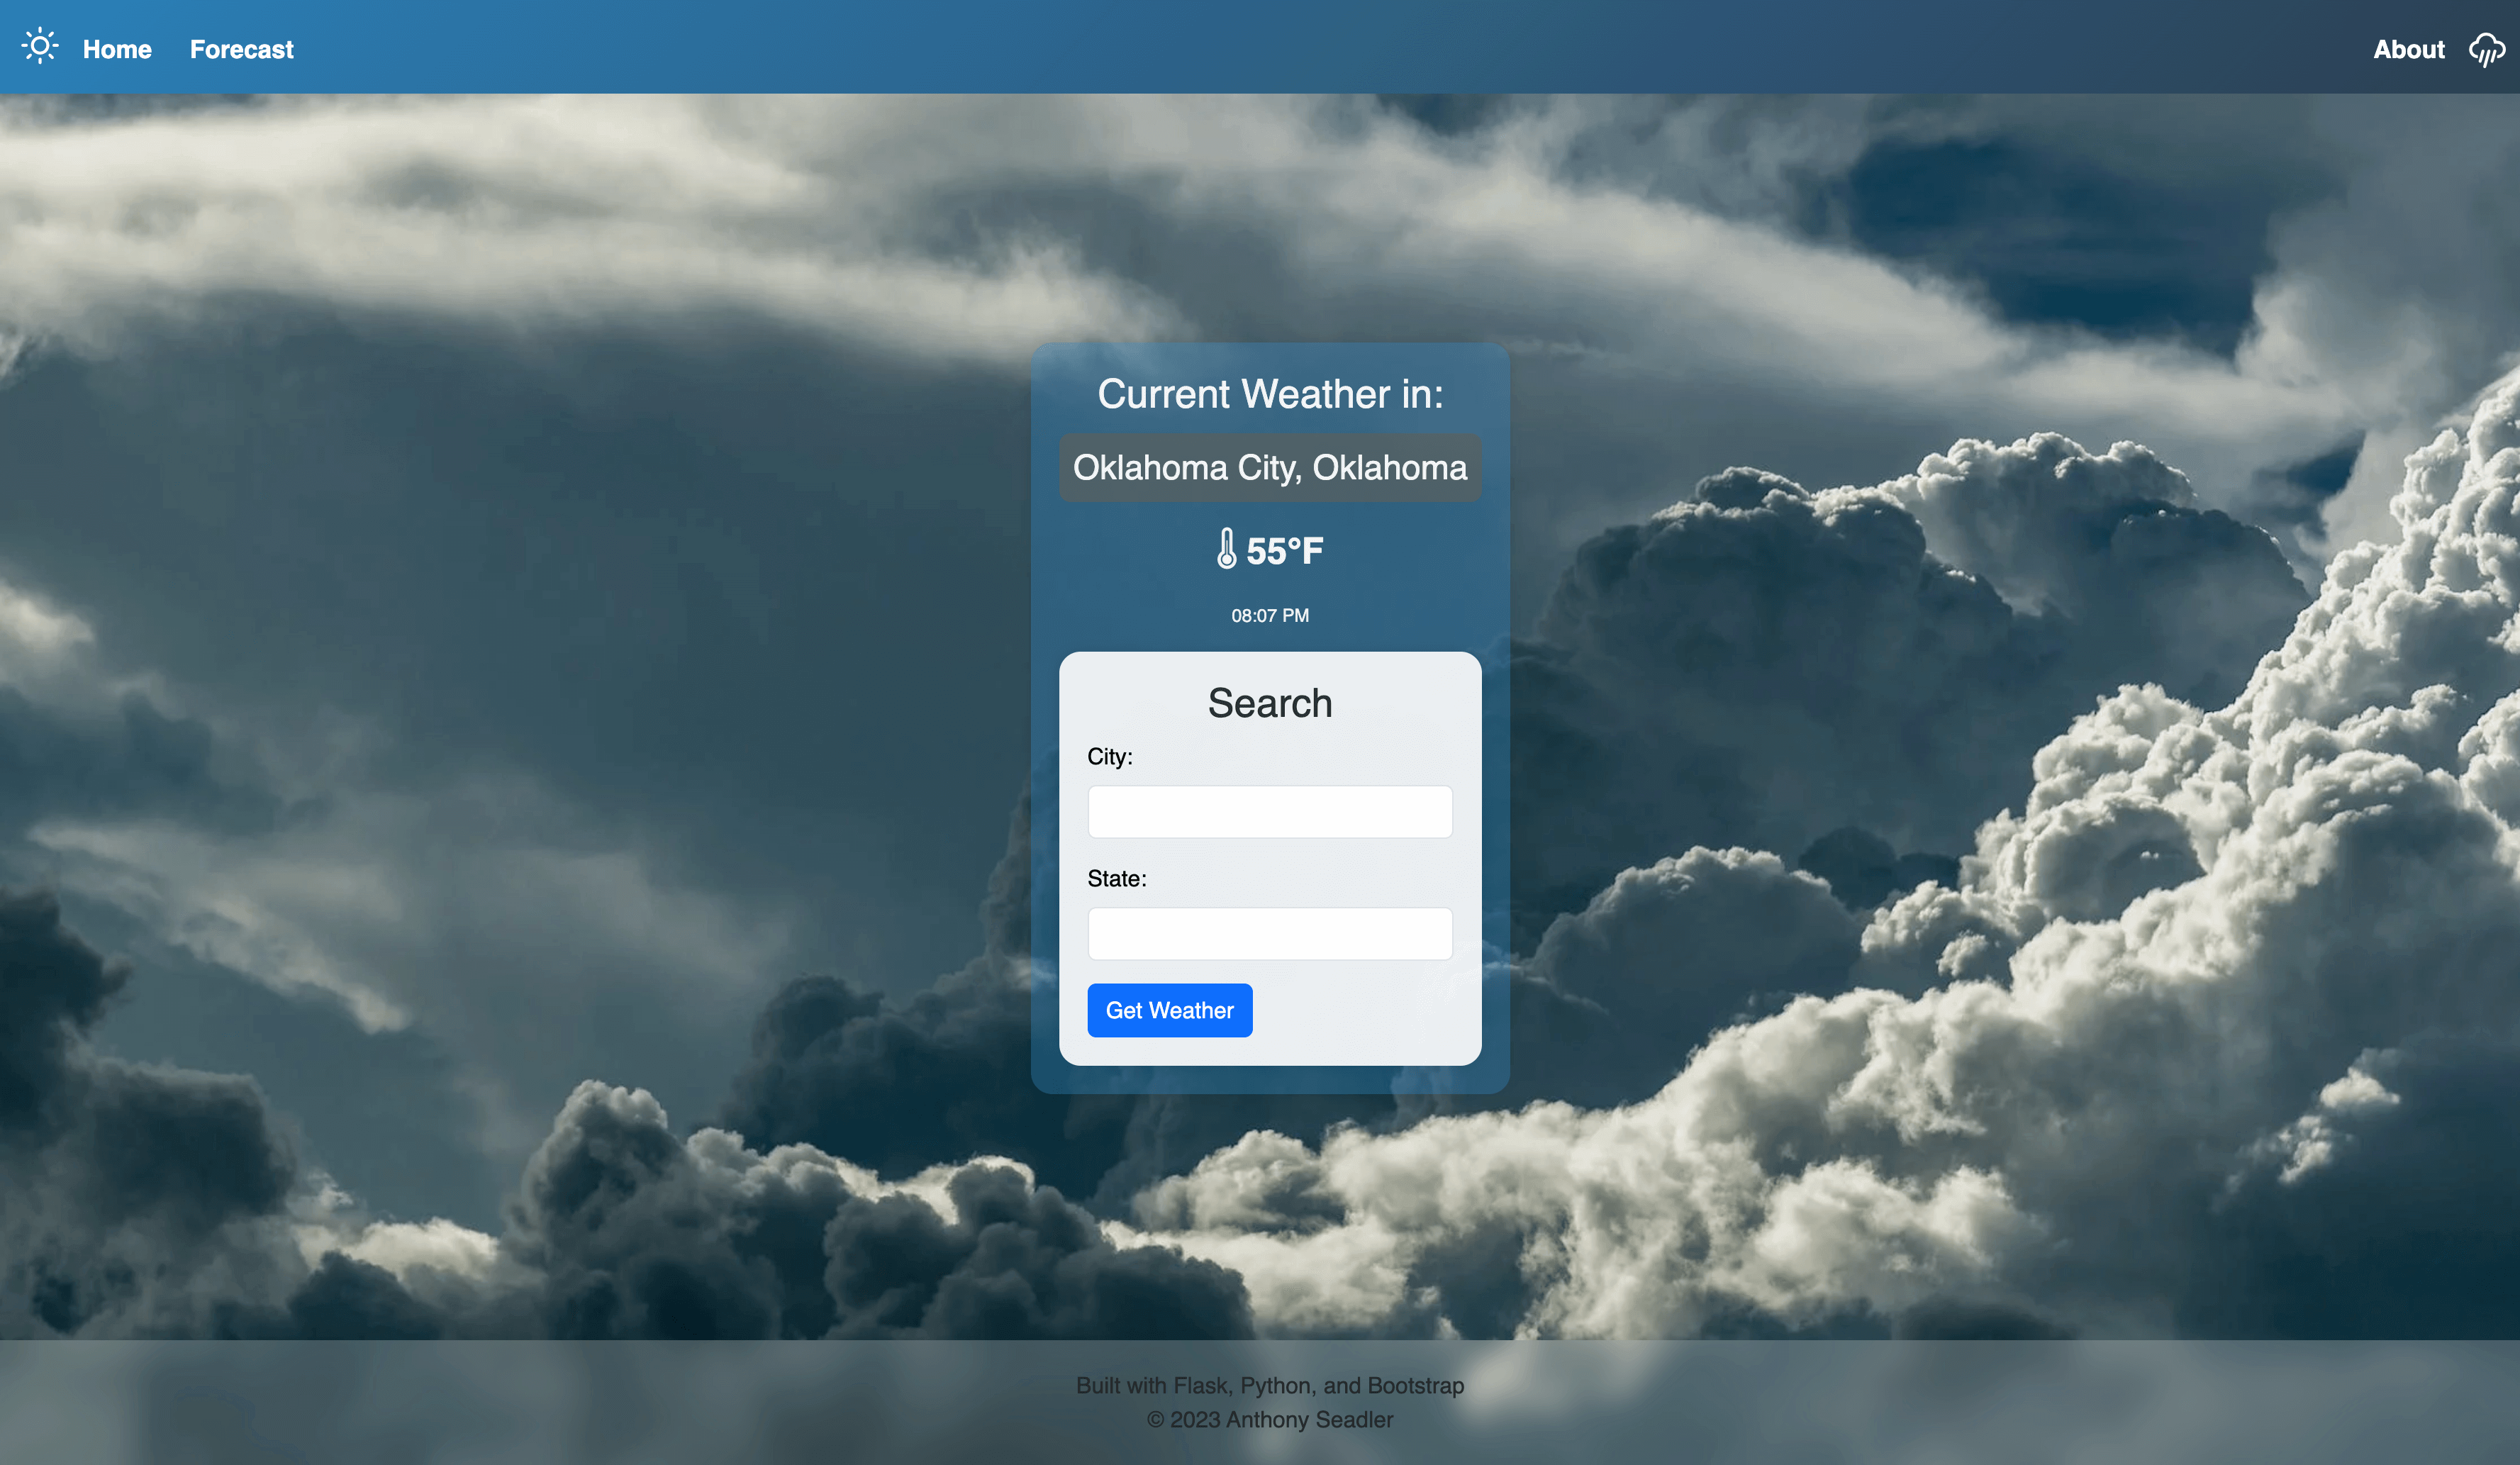 Home Forecast About
Current Weather in:
Oklahoma City, Oklahoma
55°F
08:07 PM
Search
City:
State:
Get Weather
Built with Flask, Python, and Bootstrap
© 2023 Anthony Seadler